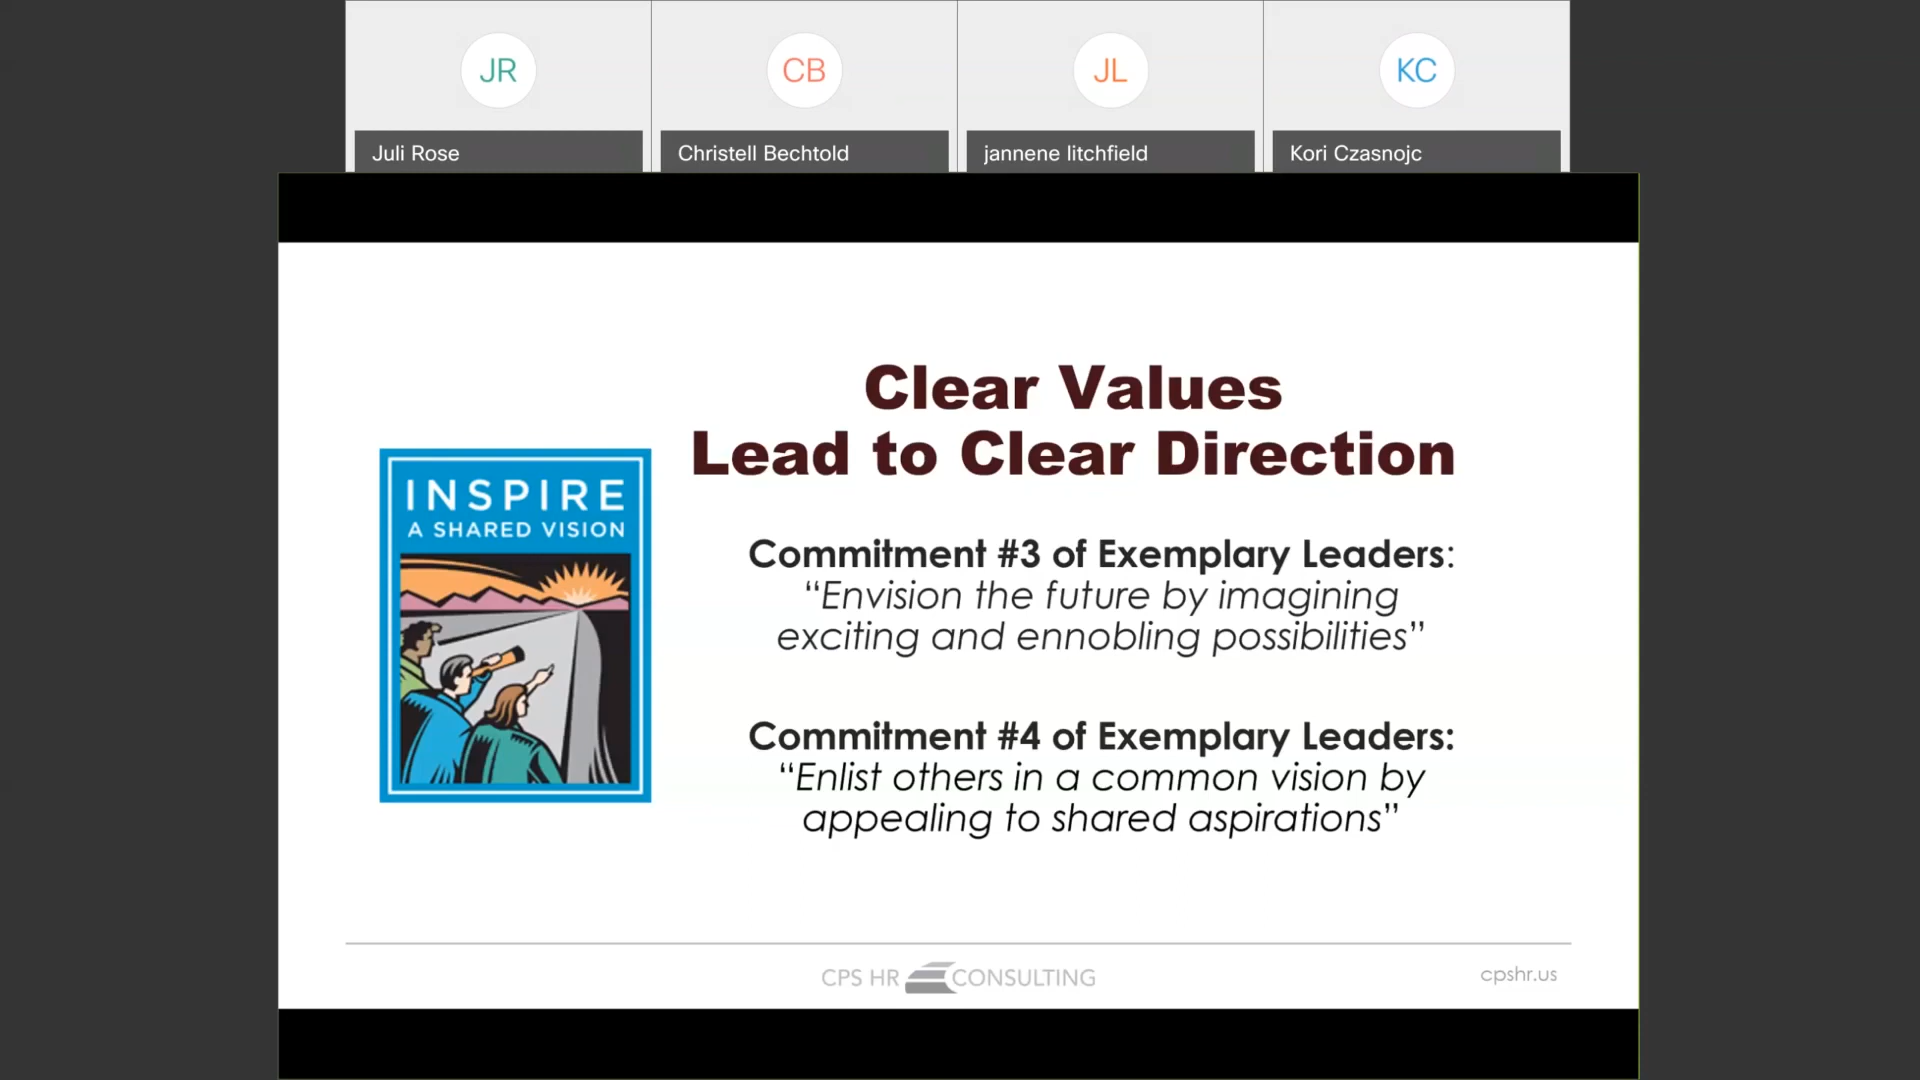 JR
CB
JL
KC
Juli Rose
Christell Bechtold
jannene litchfield
Kori Czasnojc
Clear Values
Lead to Clear Direction
INSPIRE
A SHARED VISION
Commitment #3 of Exemplary Leaders:
“Envision the future by imagining
exciting and ennobling possibilities”
Commitment #4 of Exemplary Leaders:
“Enlist others in a common vision by
appealing to shared aspirations”
CPS HR CONSULTING
cpshr.us